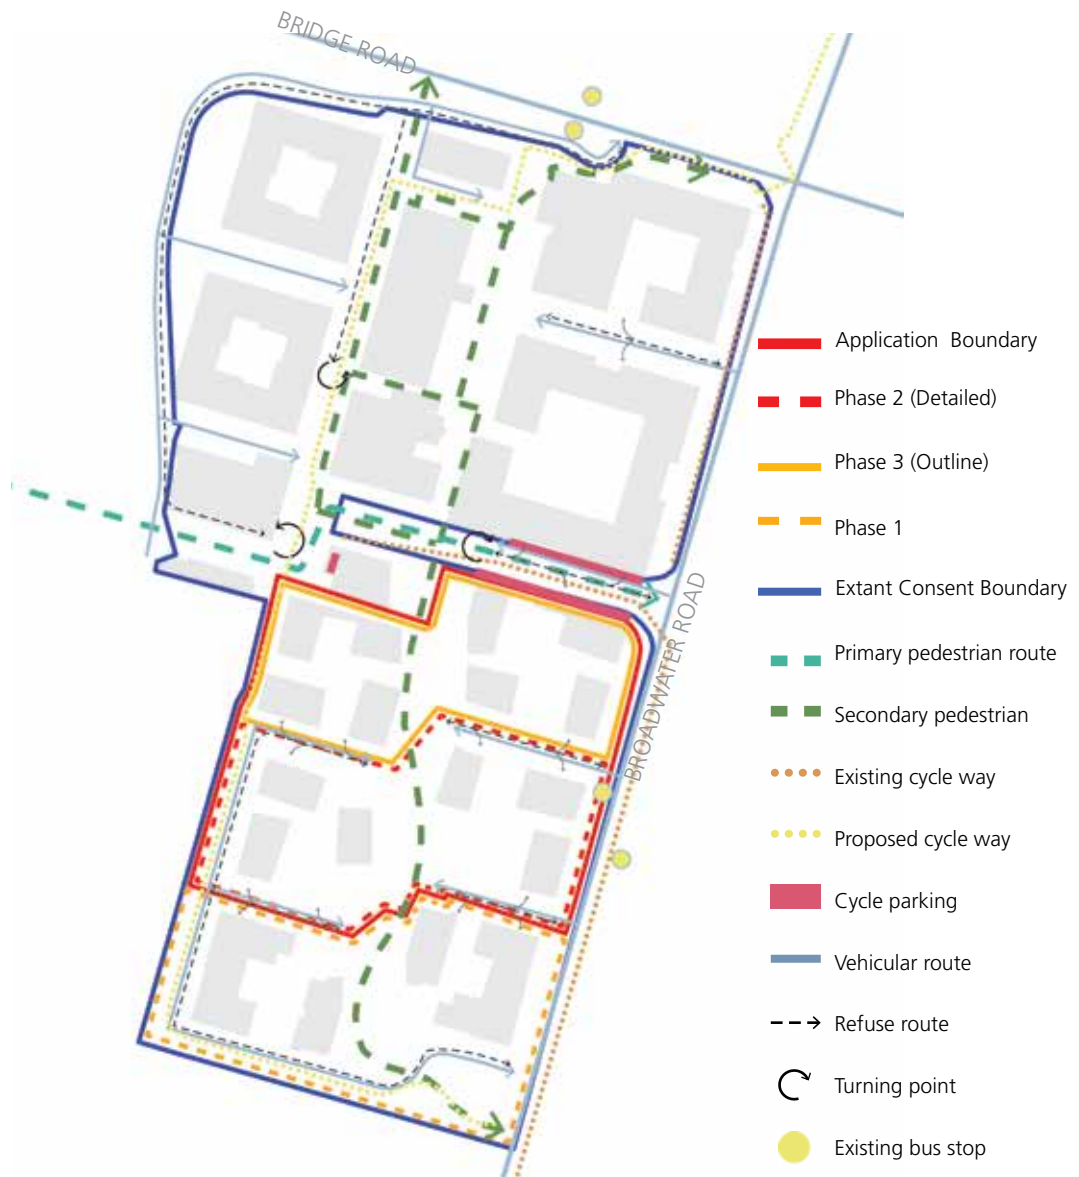 BRIDGE ROAD
Application Boundary
Phase 2 (Detailed)
Phase 3 (Outline)
Phase 1
Extant Consent Boundary
BROADWATER ROAD
Primary pedestrian route
Secondary pedestrian
Existing cycle way
Proposed cycle way
Cycle parking
Vehicular route
Refuse route
Turning point
Existing bus stop